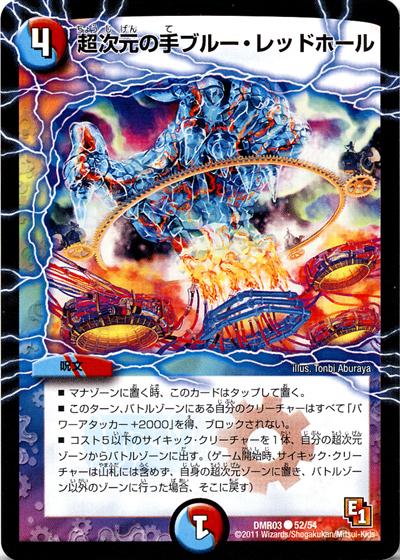 4
超次元の手ブルー・レッドホール
ちょうじげん て
呪文
illus. Tonbi Aburaya
■ マナゾーンに置く時、このカードはタップして置く。
■ このターン、バトルゾーンにある自分のクリーチャーはすべて「パ
ワーアタッカー +2000」を得、ブロックされない。
■ コスト5以下のサイキック・クリーチャーを1体、自分の超次元
ゾーンからバトルゾーンに出す。(ゲーム開始時、サイキック・クリー
チャーは山札には含めず、自身の超次元ゾーンに置き、バトルゾー
ン以外のゾーンに行った場合、そこに戻す)
1
E1
DMR03 ● 52/54
©2011 Wizards/Shogakukan/Mitsui-Kids